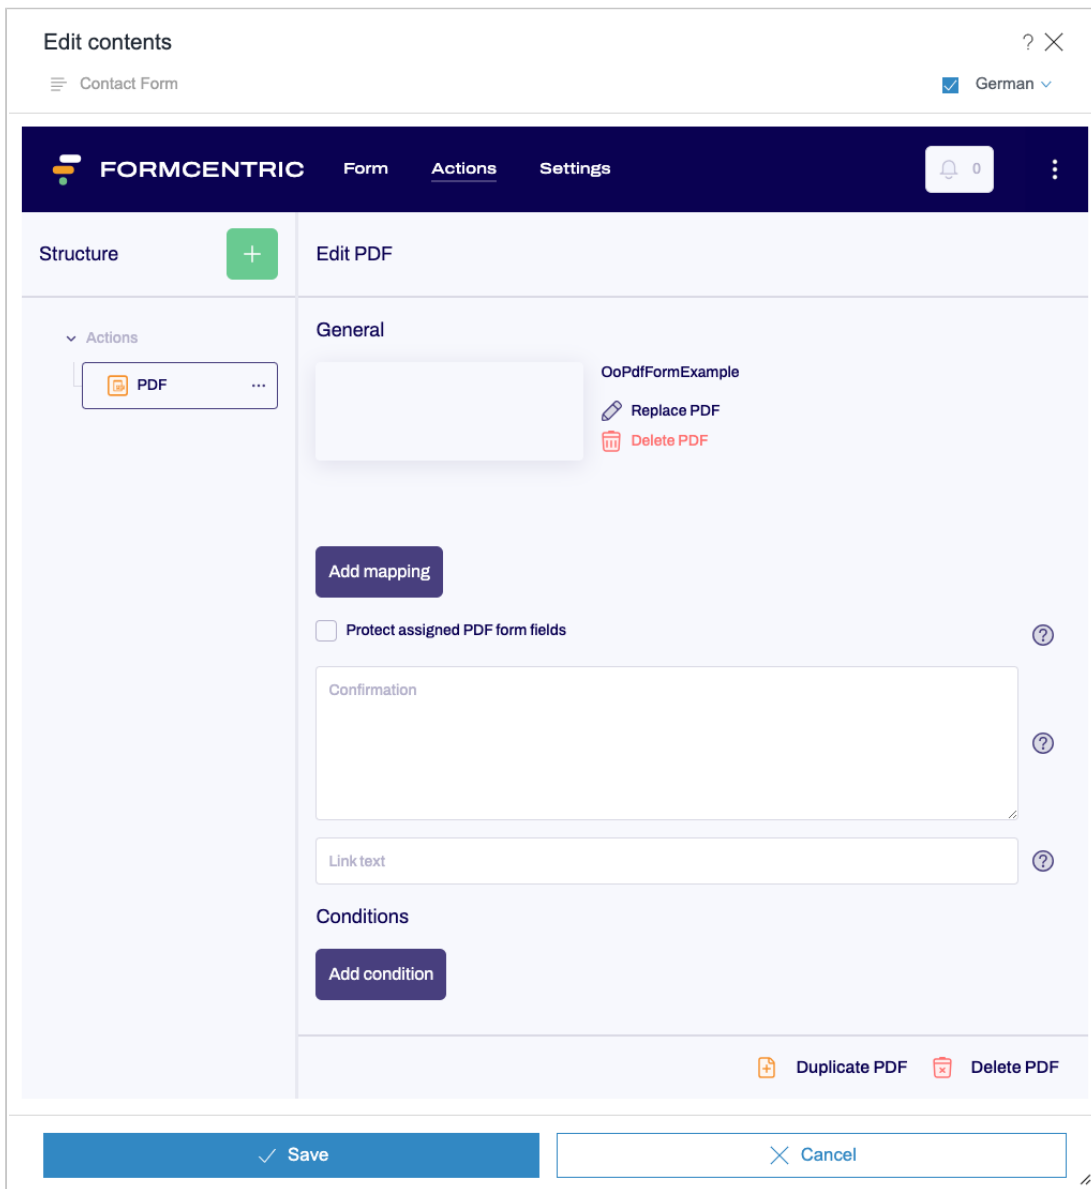 Edit contents
?
Contact Form
German
FORMCENTRIC Form Actions Settings
0
Structure
+
Edit PDF
Actions
PDF
...
General
OoPdfFormExample
Replace PDF
Delete PDF
Add mapping
Protect assigned PDF form fields
?
Confirmation
?
Link text
?
Conditions
Add condition
Duplicate PDF
Delete PDF
Save
Cancel